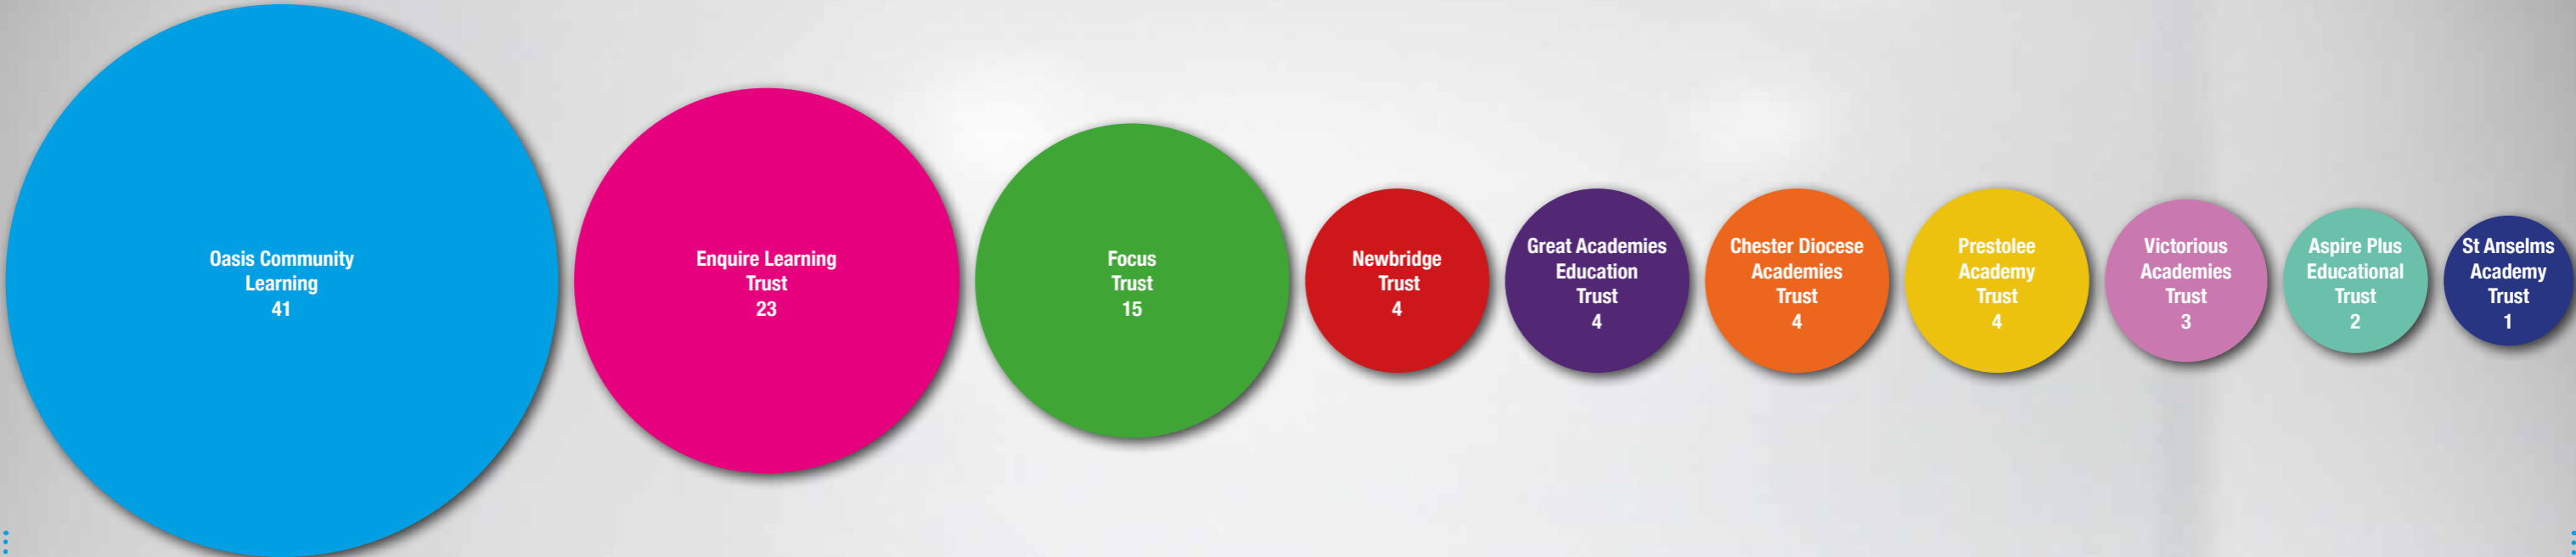 Oasis Community
Learning
41
Enquire Learning
Trust
23
Focus
Trust
15
Newbridge
Trust
4
Great Academies
Education
Trust
4
Chester Diocese
Academies
Trust
4
Prestolee
Academy
Trust
4
Victorious
Academies
Trust
3
Aspire Plus
Educational
Trust
2
St Anselms
Academy
Trust
1